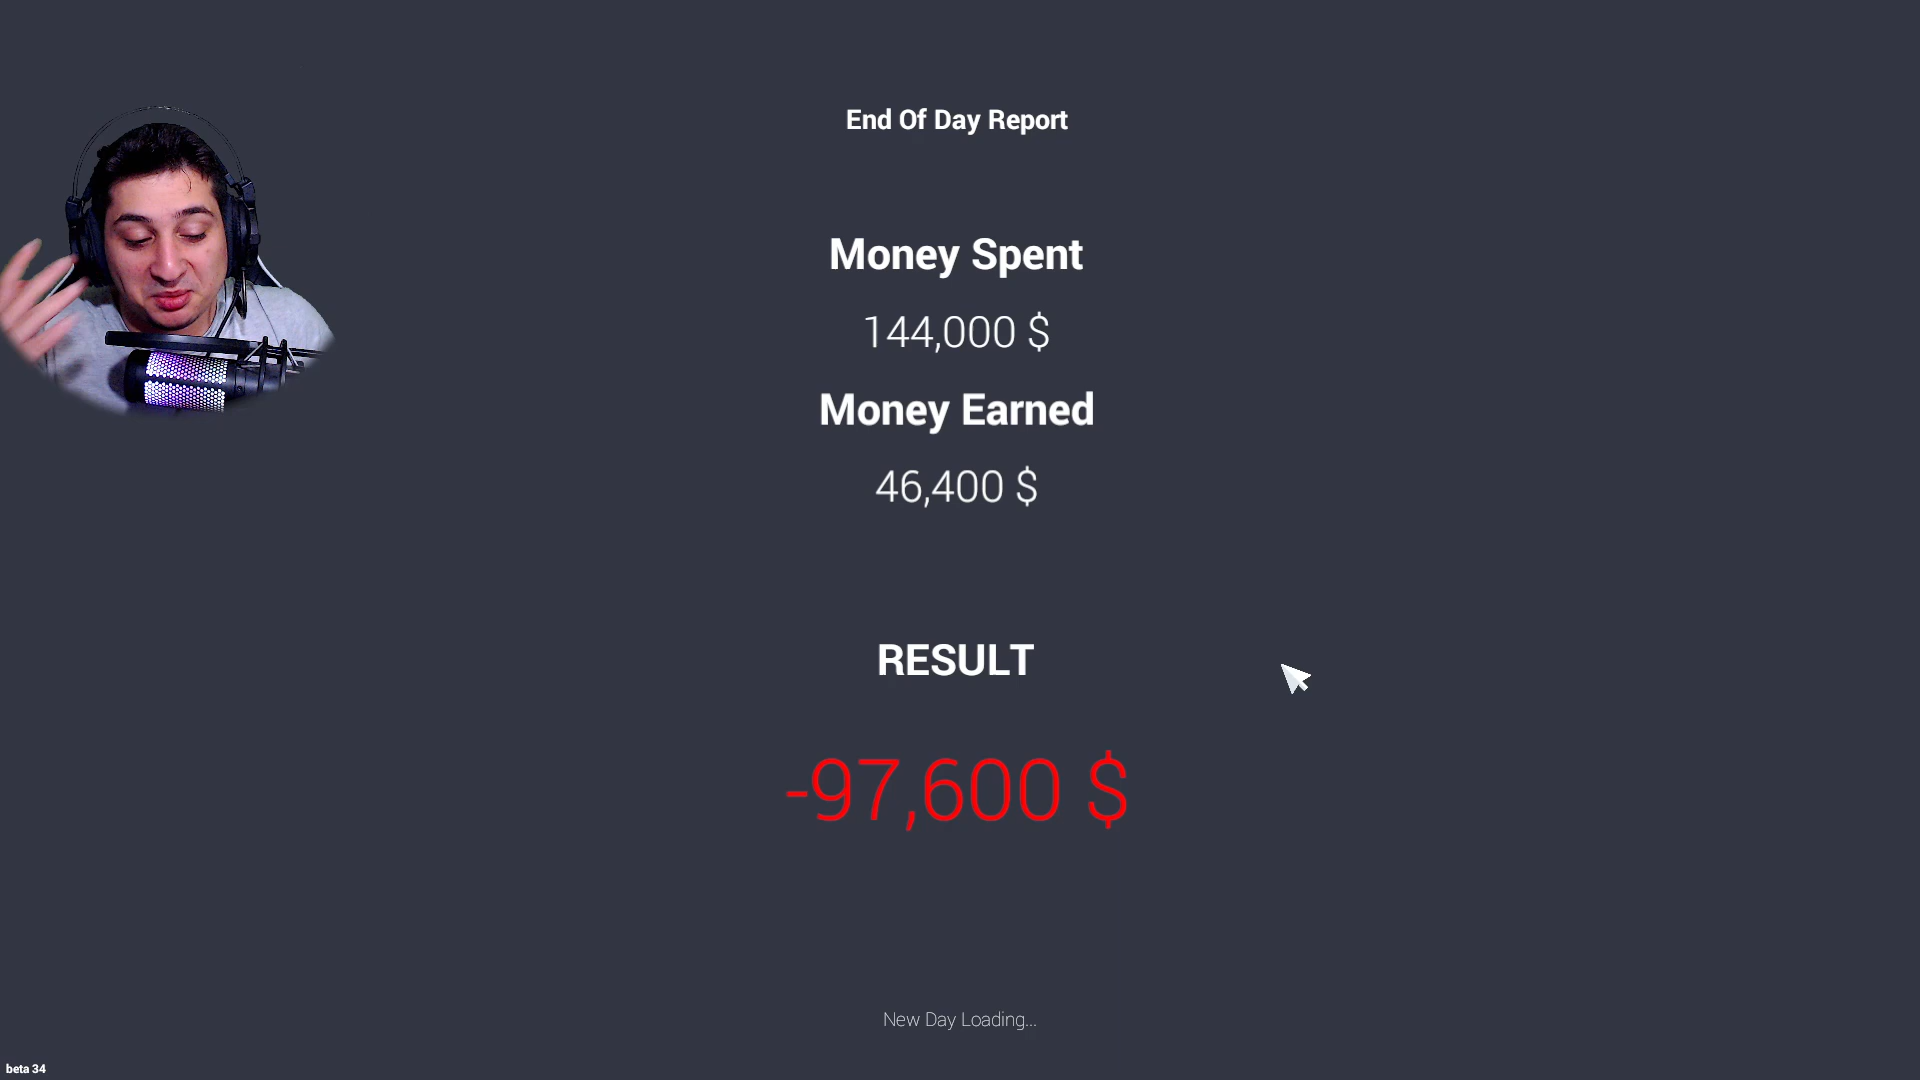 End Of Day Report
Money Spent
144,000 $
Money Earned
46,400 $
RESULT
-97,600 $
New Day Loading...
beta 34